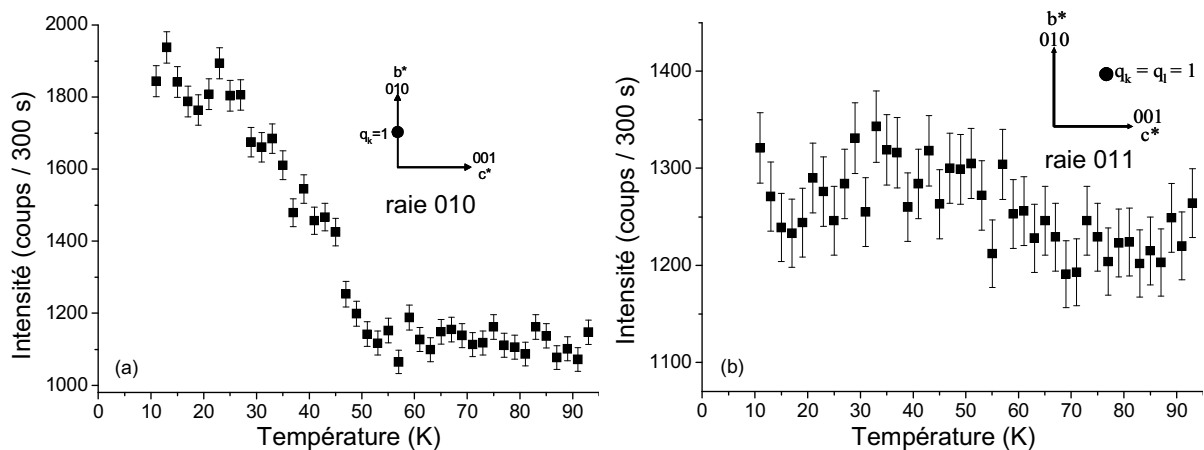 Intensité (coups / 300 s)
2000
1800
1600
1400
1200
1000
b*
010
q_k=1
001
c*
raie 010
(a)
0 10 20 30 40 50 60 70 80 90
Température (K)
Intensité (coups / 300 s)
1400
1300
1200
1100
b*
010
q_k = q_l = 1
001
c*
raie 011
(b)
0 10 20 30 40 50 60 70 80 90
Température (K)